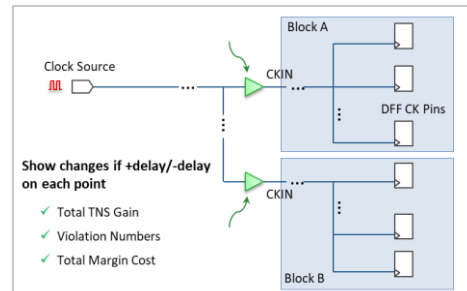 Block A
Clock Source
CKIN
DFF CK Pins
Show changes if +delay/-delay
on each point
✓ Total TNS Gain
✓ Violation Numbers
✓ Total Margin Cost
CKIN
Block B